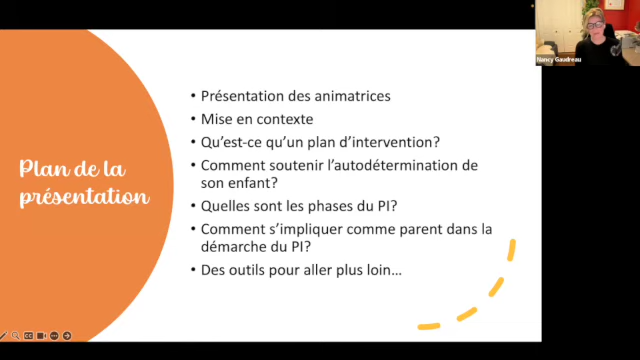 Nancy Gaudreau
Plan de la
présentation
• Présentation des animatrices
• Mise en contexte
• Qu'est-ce qu'un plan d'intervention?
• Comment soutenir l'autodétermination de
son enfant?
• Quelles sont les phases du PI?
• Comment s'impliquer comme parent dans la
démarche du PI?
• Des outils pour aller plus loin…